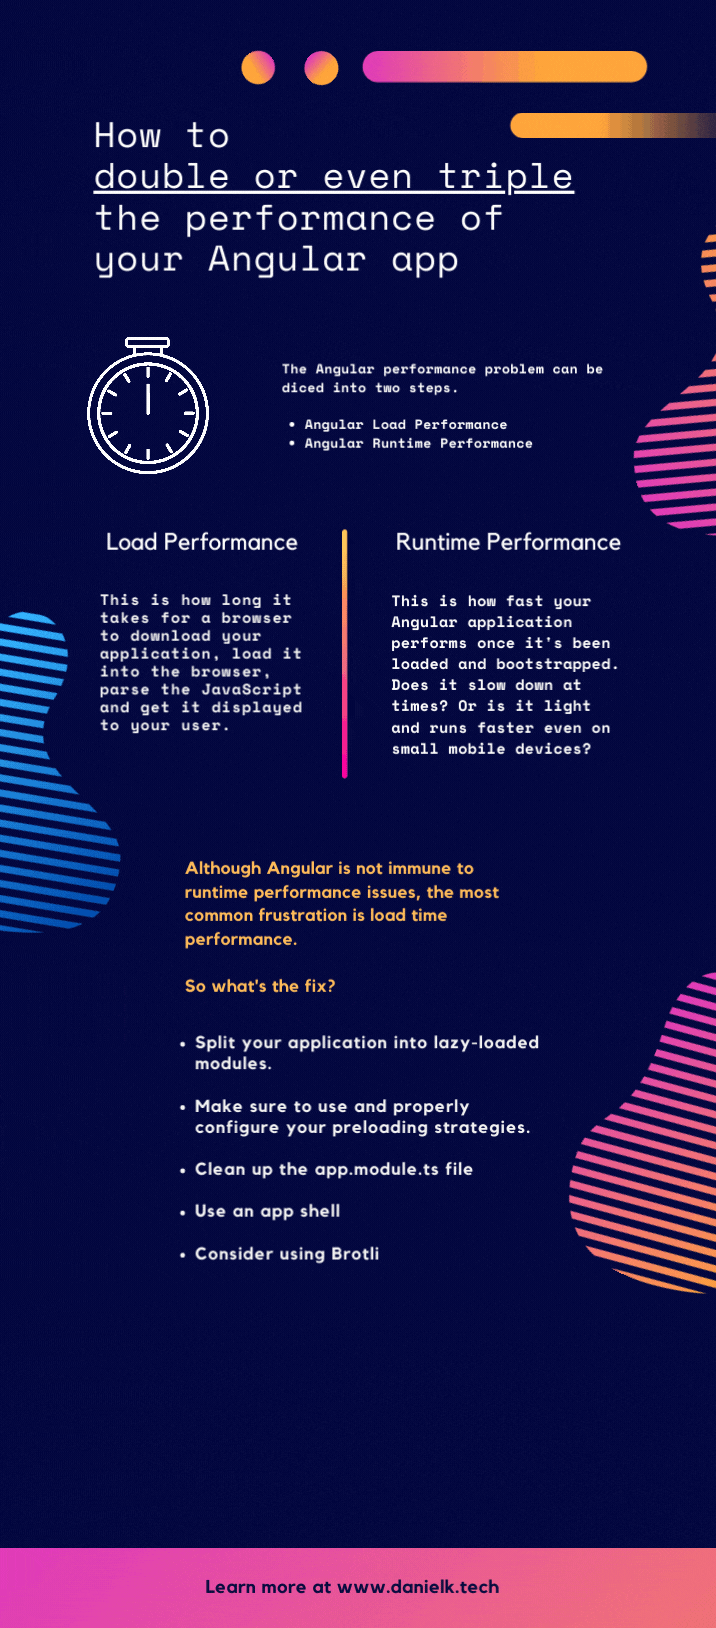 How to
double or even triple
the performance of
your Angular app
The Angular performance problem can be
diced into two steps.
• Angular Load Performance
• Angular Runtime Performance
Load Performance
This is how long it
takes for a browser
to download your
application, load it
into the browser,
parse the JavaScript
and get it displayed
to your user.
Runtime Performance
This is how fast your
Angular application
performs once it's been
loaded and bootstrapped.
Does it slow down at
times? Or is it light
and runs faster even on
small mobile devices?
Although Angular is not immune to
runtime performance issues, the most
common frustration is load time
performance.
So what's the fix?
• Split your application into lazy-loaded
modules.
• Make sure to use and properly
configure your preloading strategies.
• Clean up the app.module.ts file
• Use an app shell
• Consider using Brotli
Learn more at www.danielk.tech